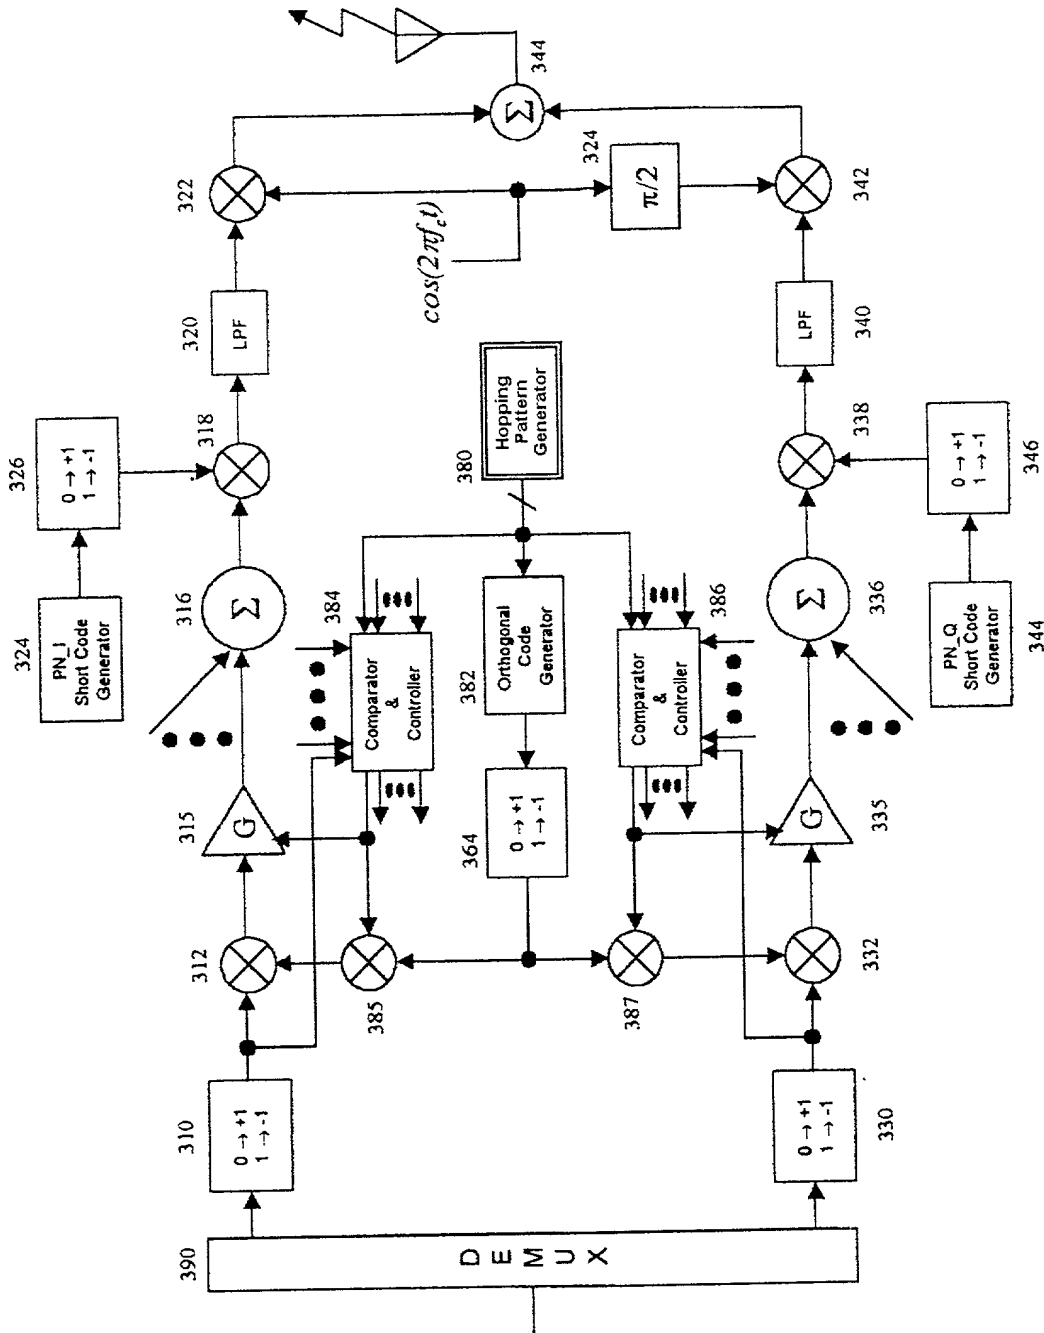 344
322
324
π/2
342
cos(2πf_c t)
320
LPF
340
LPF
326
0 → +1
1 → -1
318
380
Hopping
Pattern
Generator
338
346
0 → +1
1 → -1
324
PN_I
Short Code
Generator
316
Σ
Σ
384
Comparator
&
Controller
382
Orthogonal
Code
Generator
386
Comparator
&
Controller
336
Σ
344
PN_Q
Short Code
Generator
315
G
364
0 → +1
1 → -1
335
G
312
385
387
332
310
0 → +1
1 → -1
330
0 → +1
1 → -1
390
DEMUX